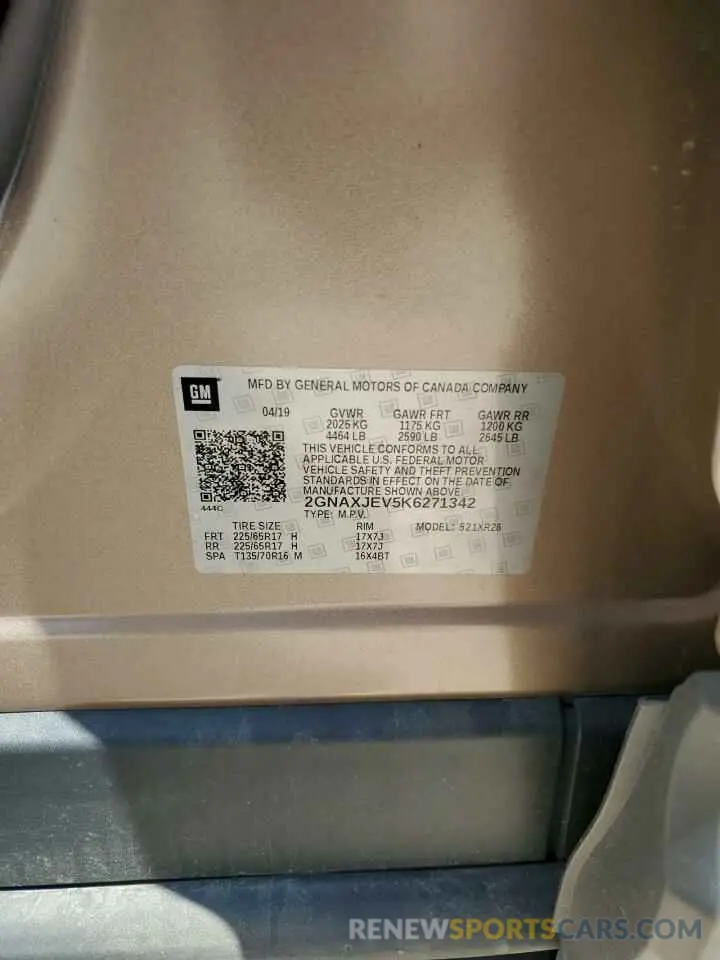 GM
MFD BY GENERAL MOTORS OF CANADA COMPANY
04/19 GVWR GAWR FRT GAWR RR
2025 KG 1175 KG 1200 KG
4464 LB 2590 LB 2645 LB
THIS VEHICLE CONFORMS TO ALL
APPLICABLE U.S. FEDERAL MOTOR
VEHICLE SAFETY AND THEFT PREVENTION
STANDARDS IN EFFECT ON THE DATE OF
MANUFACTURE SHOWN ABOVE.
444C 2GNAXJEV5K6271342
TYPE: M.P.V.
TIRE SIZE RIM MODEL: 521XR26
FRT 225/65R17 H 17X7J
RR 225/65R17 H 17X7J
SPA T135/70R16 M 16X4BT
RENEWSPORTSCARS.COM